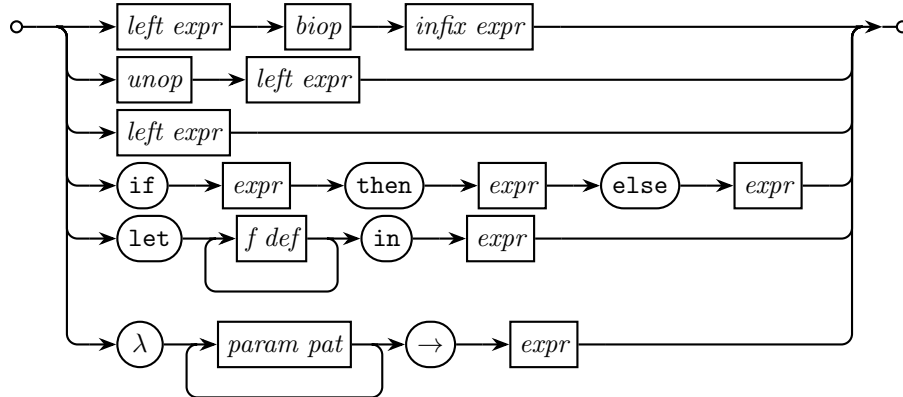 left expr biop infix expr
unop left expr
left expr
if expr then expr else expr
let f def in expr
λ param pat → expr